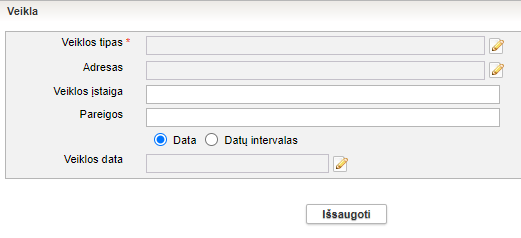 Veikla
Veiklos tipas *
Adresas
Veiklos įstaiga
Pareigos
Data Datų intervalas
Veiklos data
Išsaugoti